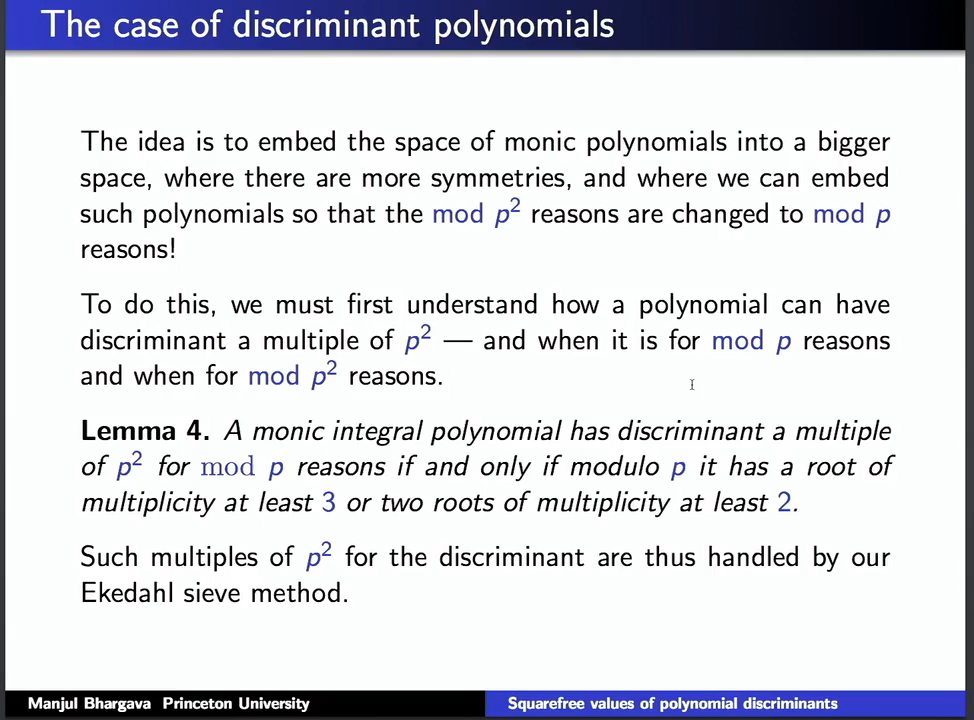 The case of discriminant polynomials
The idea is to embed the space of monic polynomials into a bigger
space, where there are more symmetries, and where we can embed
such polynomials so that the mod p² reasons are changed to mod p
reasons!
To do this, we must first understand how a polynomial can have
discriminant a multiple of p² — and when it is for mod p reasons
and when for mod p² reasons.
Lemma 4. A monic integral polynomial has discriminant a multiple
of p² for mod p reasons if and only if modulo p it has a root of
multiplicity at least 3 or two roots of multiplicity at least 2.
Such multiples of p² for the discriminant are thus handled by our
Ekedahl sieve method.
Manjul Bhargava Princeton University
Squarefree values of polynomial discriminants